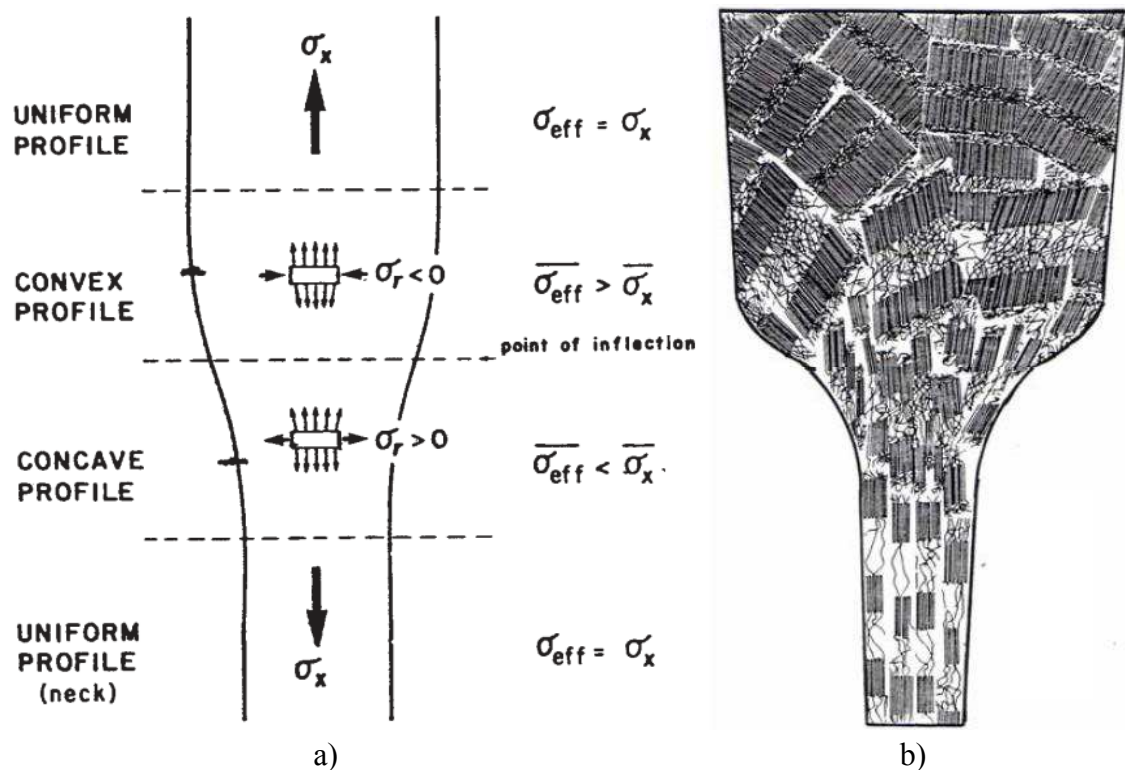 σx
UNIFORM
PROFILE
σeff = σx
CONVEX
PROFILE
σr < 0
σeff > σx
point of inflection
CONCAVE
PROFILE
σr > 0
σeff < σx
UNIFORM
PROFILE
(neck)
σx
σeff = σx
a)
b)